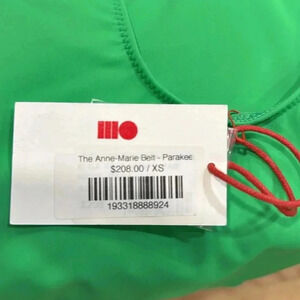 The Anne-Marie Belt - Parakee
$208.00 / XS
193318888924